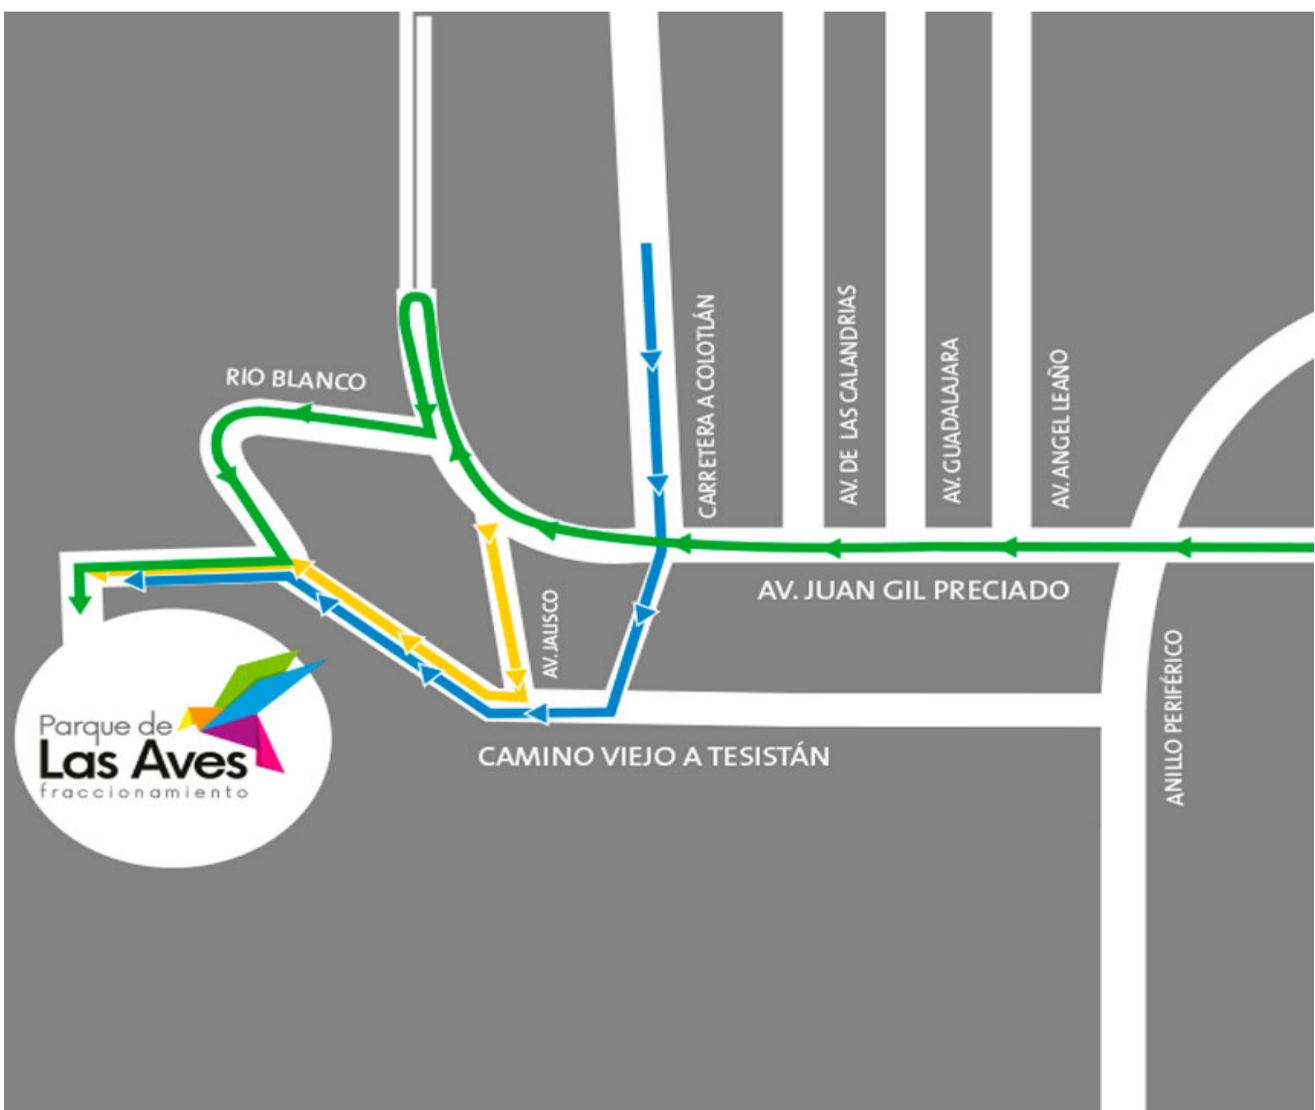 RIO BLANCO
CARRETERA A COLOTLÁN
AV. DE LAS CALANDRIAS
AV. GUADALAJARA
AV. ANGEL LEAÑO
AV. JUAN GIL PRECIADO
AV. JALISCO
ANILLO PERIFÉRICO
CAMINO VIEJO A TESISTÁN
Parque de
Las Aves
fraccionamiento